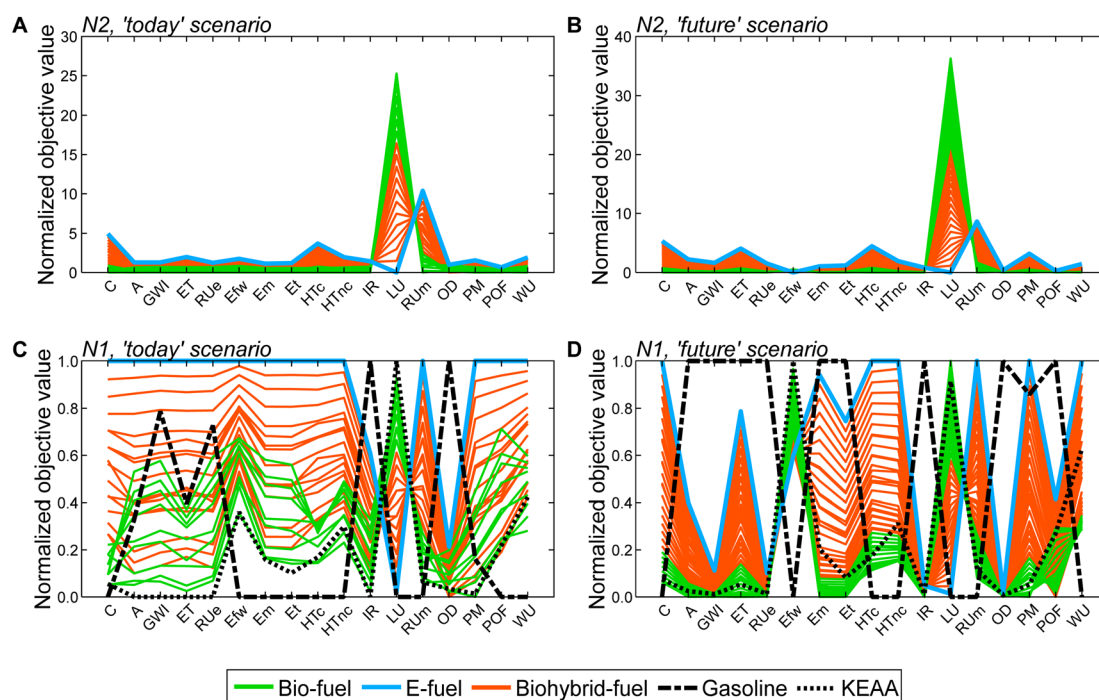 A N2, 'today' scenario
Normalized objective value
30
25
20
15
10
5
0
C A GWI ET RUe Efw Em Et HTc HTnc IR LU RUm OD PM POF WU
B N2, 'future' scenario
Normalized objective value
40
30
20
10
0
C A GWI ET RUe Efw Em Et HTc HTnc IR LU RUm OD PM POF WU
C N1, 'today' scenario
Normalized objective value
1.0
0.8
0.6
0.4
0.2
0.0
C A GWI ET RUe Efw Em Et HTc HTnc IR LU RUm OD PM POF WU
D N1, 'future' scenario
Normalized objective value
1.0
0.8
0.6
0.4
0.2
0.0
C A GWI ET RUe Efw Em Et HTc HTnc IR LU RUm OD PM POF WU
Bio-fuel E-fuel Biohybrid-fuel Gasoline KEAA